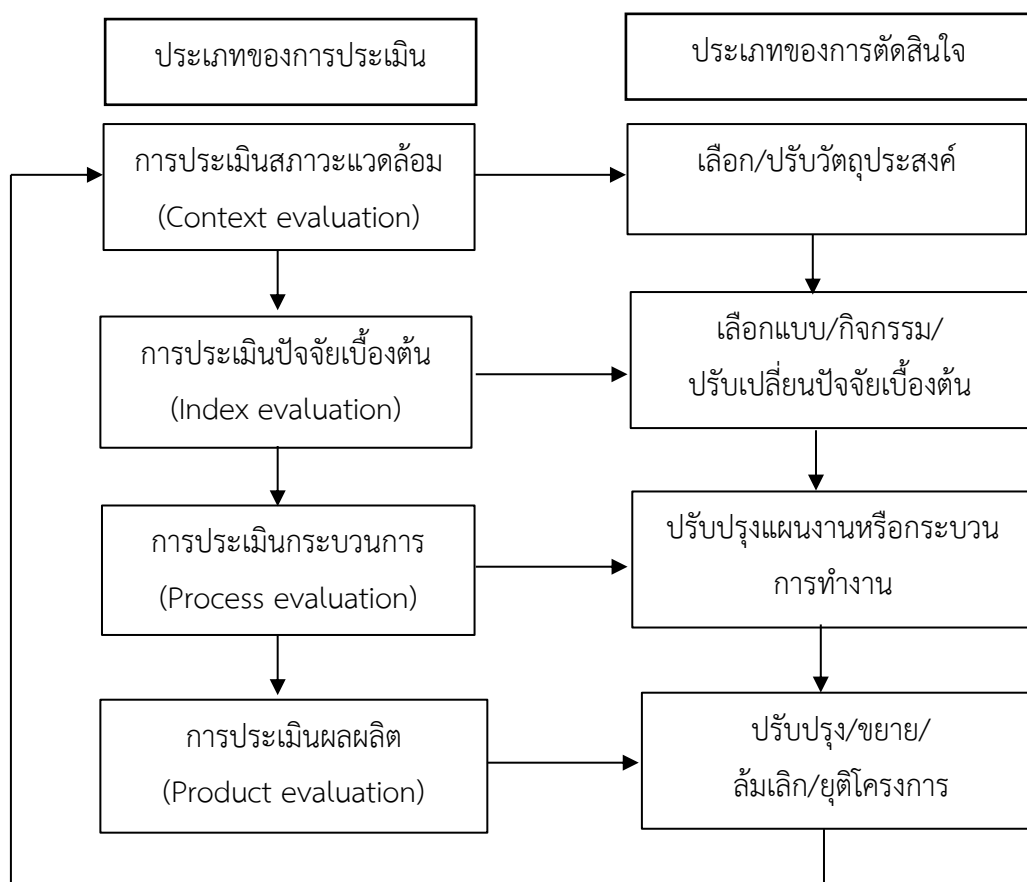 ประเภทของการประเมิน
ประเภทของการตัดสินใจ
การประเมินสภาวะแวดล้อม
(Context evaluation)
เลือก/ปรับวัตถุประสงค์
การประเมินปัจจัยเบื้องต้น
(Index evaluation)
เลือกแบบ/กิจกรรม/
ปรับเปลี่ยนปัจจัยเบื้องต้น
การประเมินกระบวนการ
(Process evaluation)
ปรับปรุงแผนงานหรือกระบวน
การทำงาน
การประเมินผลผลิต
(Product evaluation)
ปรับปรุง/ขยาย/
ล้มเลิก/ยุติโครงการ